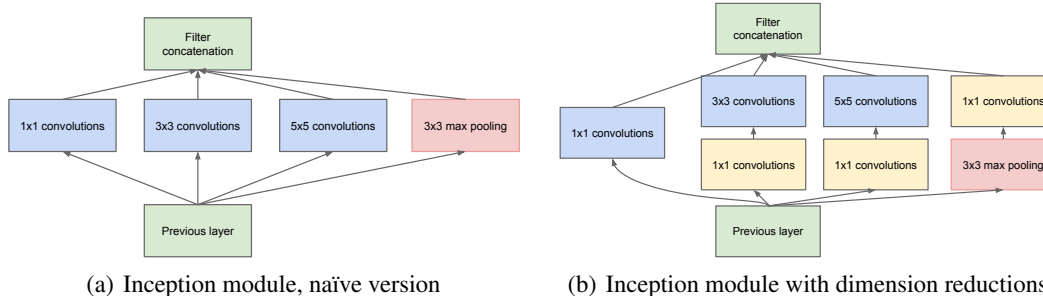 Filter
concatenation
1x1 convolutions
3x3 convolutions
5x5 convolutions
3x3 max pooling
Previous layer
(a) Inception module, naïve version
Filter
concatenation
3x3 convolutions
5x5 convolutions
1x1 convolutions
1x1 convolutions
1x1 convolutions
1x1 convolutions
3x3 max pooling
Previous layer
(b) Inception module with dimension reductions